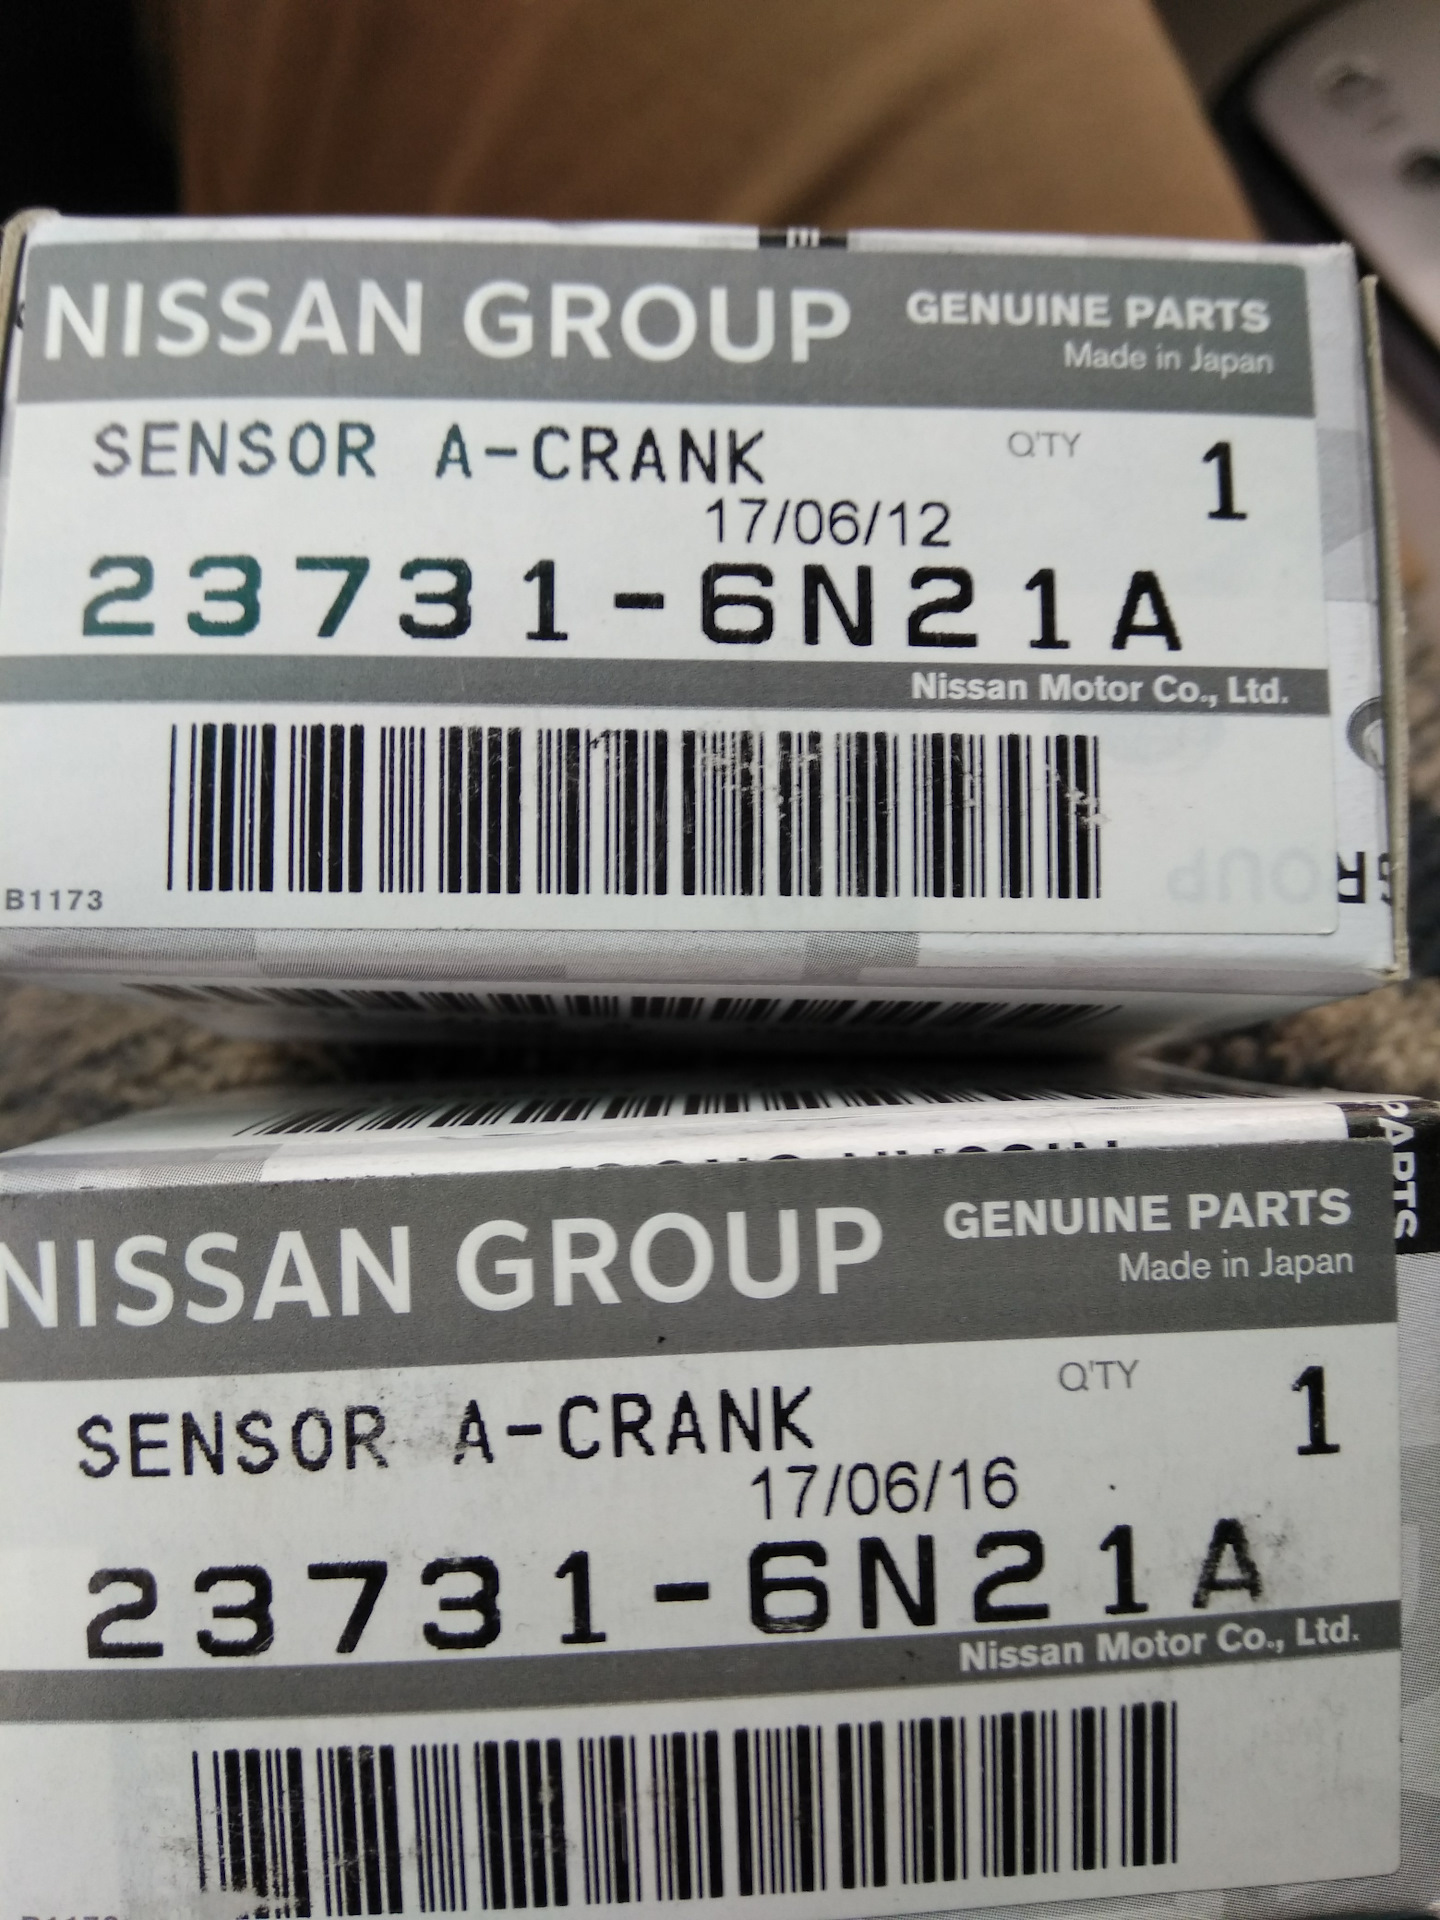 NISSAN GROUP
GENUINE PARTS
Made in Japan
SENSOR A-CRANK
Q'TY 1
17/06/12
23731-6N21A
Nissan Motor Co., Ltd.
B1173
NISSAN GROUP
GENUINE PARTS
Made in Japan
PARTS
SENSOR A-CRANK
Q'TY 1
17/06/16
23731-6N21A
Nissan Motor Co., Ltd.